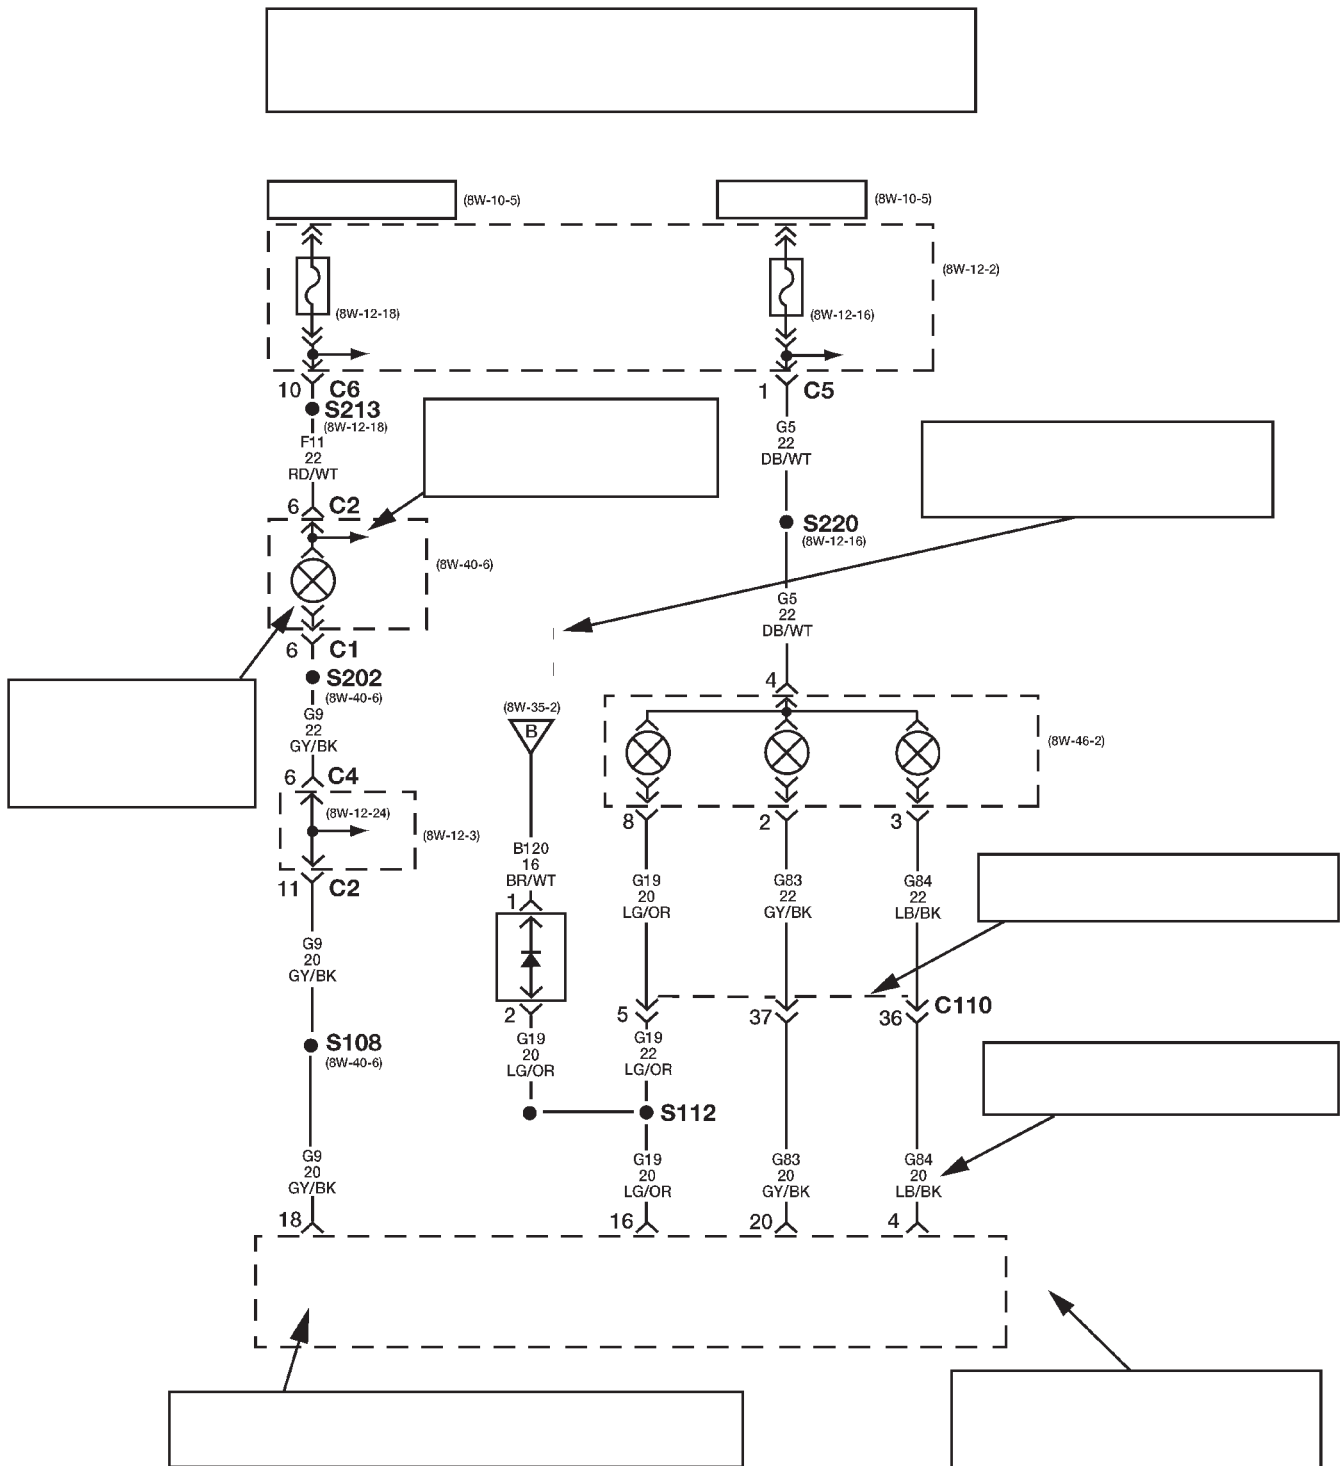 (8W-10-5)
(8W-10-5)
(8W-12-2)
(8W-12-18)
(8W-12-16)
10 C6
1 C5
S213
(8W-12-18)
F11
22
RD/WT
G5
22
DB/WT
6 C2
S220
(8W-12-16)
(8W-40-6)
G5
22
DB/WT
6 C1
S202
(8W-40-6)
4
G9
22
GY/BK
(8W-35-2)
B
(8W-46-2)
6 C4
(8W-12-24)
(8W-12-3)
8
2
3
B120
16
BR/WT
11 C2
1
G19
20
LG/OR
G83
22
GY/BK
G84
22
LB/BK
G9
20
GY/BK
2
5
37
36 C110
S108
(8W-40-6)
G19
20
LG/OR
G19
22
LG/OR
S112
G9
20
GY/BK
G19
20
LG/OR
G83
20
GY/BK
G84
20
LB/BK
18
16
20
4